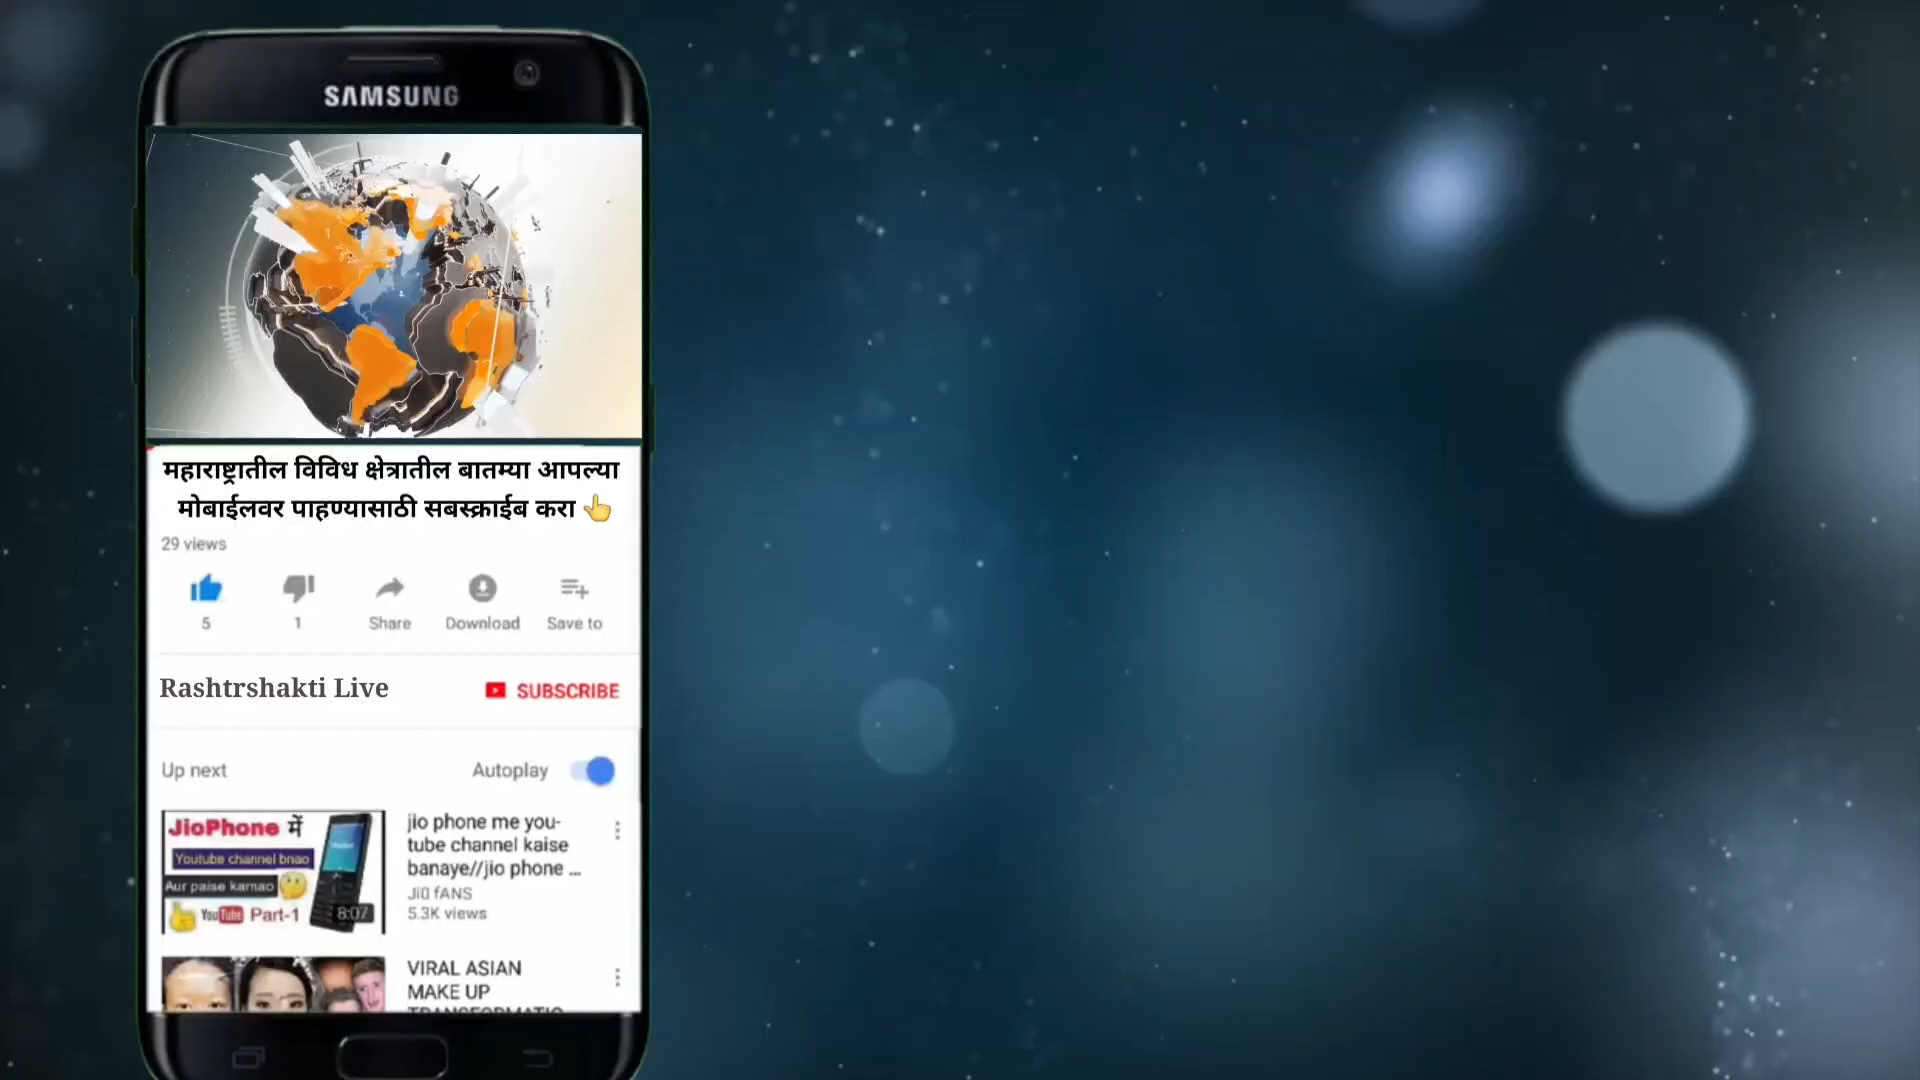 SAMSUNG
महाराष्ट्रातील विविध क्षेत्रातील बातम्या आपल्या
मोबाईलवर पाहण्यासाठी सबस्क्राईब करा 👆
29 views
5
1
Share
Download
Save to
Rashtrshakti Live
SUBSCRIBE
Up next
Autoplay
JioPhone में
Youtube channel bnao
Aur paise kamao
YouTube Part-1
8:07
jio phone me you-
tube channel kaise
banaye//jio phone ...
Jio fANS
5.3K views
VIRAL ASIAN
MAKE UP
TRANSFORMATIO